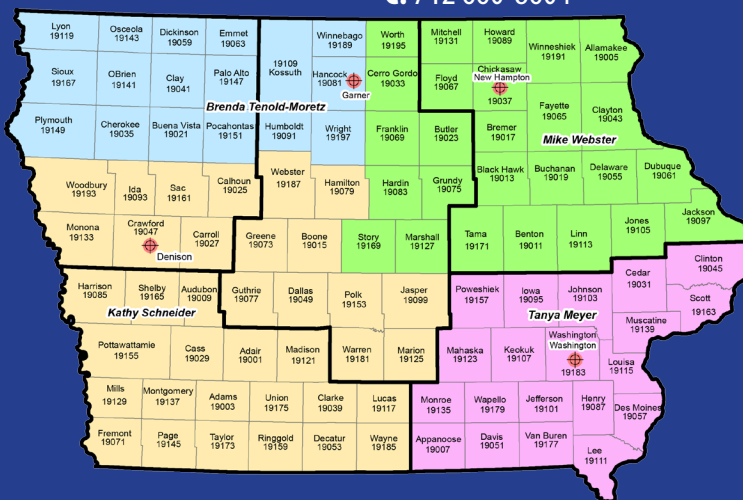 Lyon
19119
Osceola
19143
Dickinson
19059
Emmet
19063
Winnebago
19189
Worth
19195
Mitchell
19131
Howard
19089
Winneshiek
19191
Allamakee
19005
Sioux
19167
OBrien
19141
Clay
19041
Palo Alto
19147
19109
Kossuth
Hancock
19081
Garner
Cerro Gordo
19033
Floyd
19067
Chickasaw
New Hampton
19037
Brenda Tenold-Moretz
Plymouth
19149
Cherokee
19035
Buena Vista
19021
Pocahontas
19151
Humboldt
19091
Wright
19197
Franklin
19069
Butler
19023
Bremer
19017
Fayette
19065
Clayton
19043
Mike Webster
Woodbury
19193
Ida
19093
Sac
19161
Calhoun
19025
Webster
19187
Hamilton
19079
Hardin
19083
Grundy
19075
Black Hawk
19013
Buchanan
19019
Delaware
19055
Dubuque
19061
Monona
19133
Crawford
19047
Denison
Carroll
19027
Greene
19073
Boone
19015
Story
19169
Marshall
19127
Tama
19171
Benton
19011
Linn
19113
Jones
19105
Jackson
19097
Harrison
19085
Shelby
19165
Audubon
19009
Kathy Schneider
Guthrie
19077
Dallas
19049
Polk
19153
Jasper
19099
Poweshiek
19157
Iowa
19095
Johnson
19103
Cedar
19031
Clinton
19045
Scott
19163
Tanya Meyer
Muscatine
19139
Pottawattamie
19155
Cass
19029
Adair
19001
Madison
19121
Warren
19181
Marion
19125
Mahaska
19123
Keokuk
19107
Washington
Washington
19183
Louisa
19115
Mills
19129
Montgomery
19137
Adams
19003
Union
19175
Clarke
19039
Lucas
19117
Monroe
19135
Wapello
19179
Jefferson
19101
Henry
19087
Des Moines
19057
Fremont
19071
Page
19145
Taylor
19173
Ringgold
19159
Decatur
19053
Wayne
19185
Appanoose
19007
Davis
19051
Van Buren
19177
Lee
19111